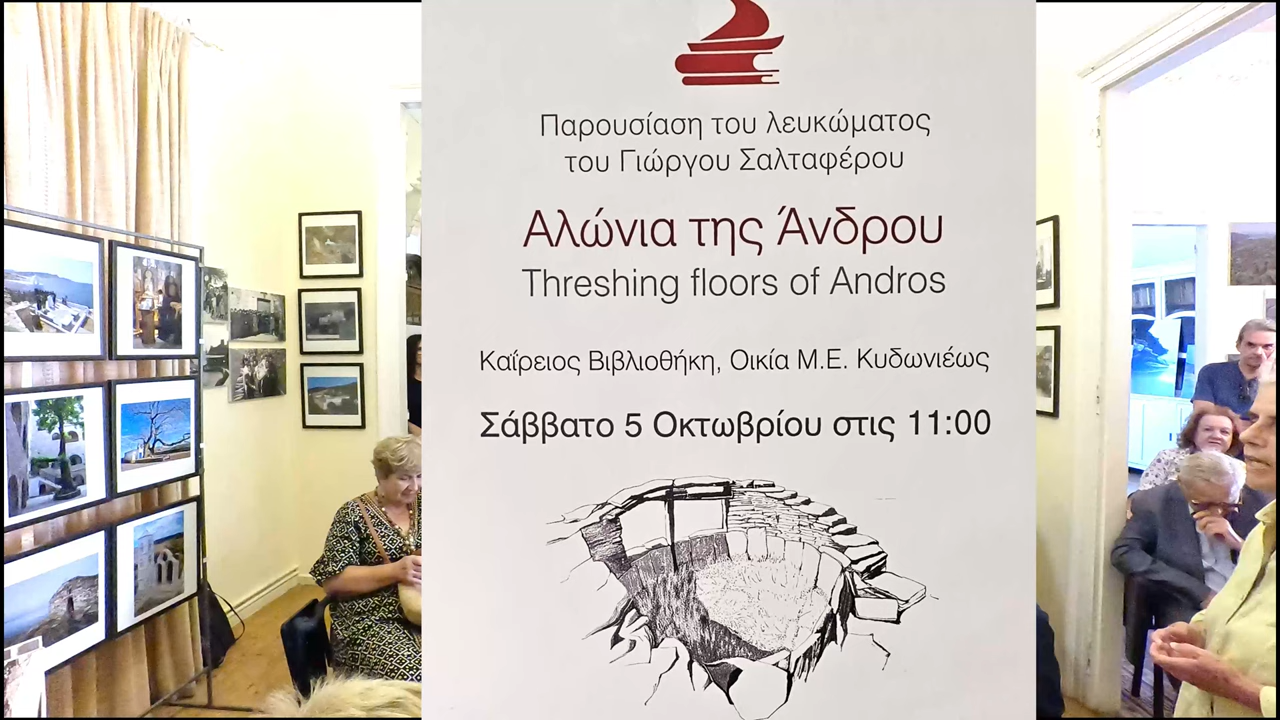 Παρουσίαση του λευκώματος
του Γιώργου Σαλταφέρου
Αλώνια της Άνδρου
Threshing floors of Andros
Καΐρειος Βιβλιοθήκη, Οικία Μ.Ε. Κυδωνιέως
Σάββατο 5 Οκτωβρίου στις 11:00